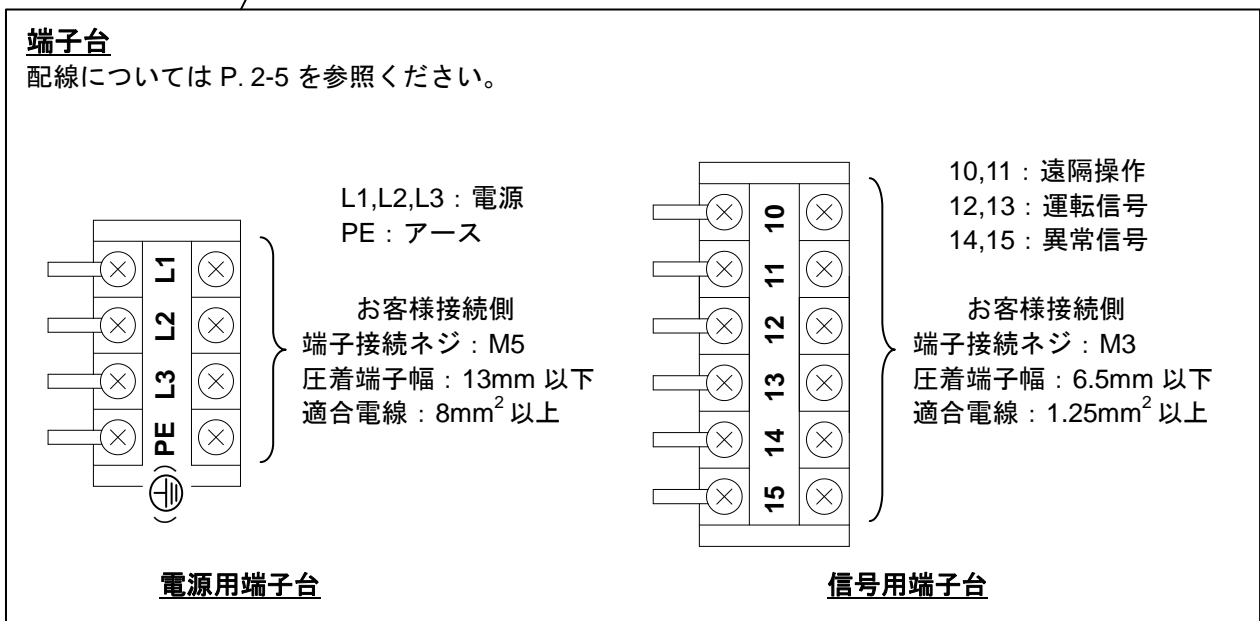 端子台
配線については P. 2-5 を参照ください。
L1,L2,L3：電源
PE：アース
お客様接続側
端子接続ネジ：M5
圧着端子幅：13mm 以下
適合電線：8mm² 以上
L1
L2
L3
PE
電源用端子台
10,11：遠隔操作
12,13：運転信号
14,15：異常信号
お客様接続側
端子接続ネジ：M3
圧着端子幅：6.5mm 以下
適合電線：1.25mm² 以上
10
11
12
13
14
15
信号用端子台